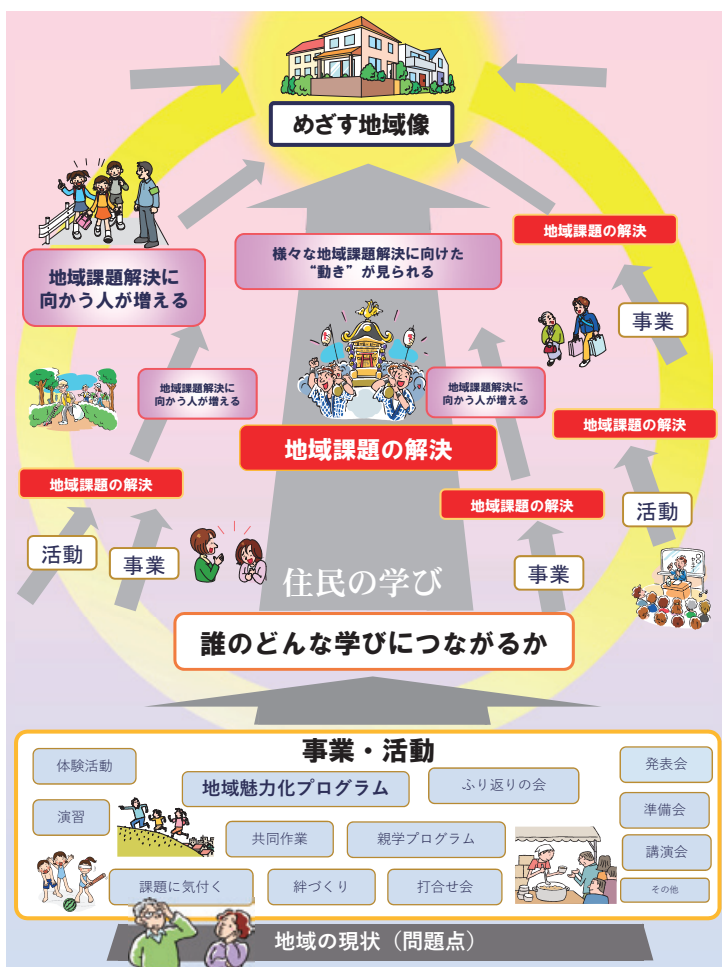 めざす地域像
地域課題の解決
地域課題解決に
向かう人が増える
様々な地域課題解決に向けた
“動き”が見られる
事業
地域課題解決に
向かう人が増える
地域課題解決に
向かう人が増える
地域課題の解決
地域課題の解決
地域課題の解決
地域課題の解決
活動
活動
事業
事業
住民の学び
誰のどんな学びにつながるか
事業・活動
体験活動
地域魅力化プログラム
ふり返りの会
発表会
演習
準備会
共同作業
親学プログラム
講演会
課題に気付く
絆づくり
打合せ会
その他
地域の現状（問題点）